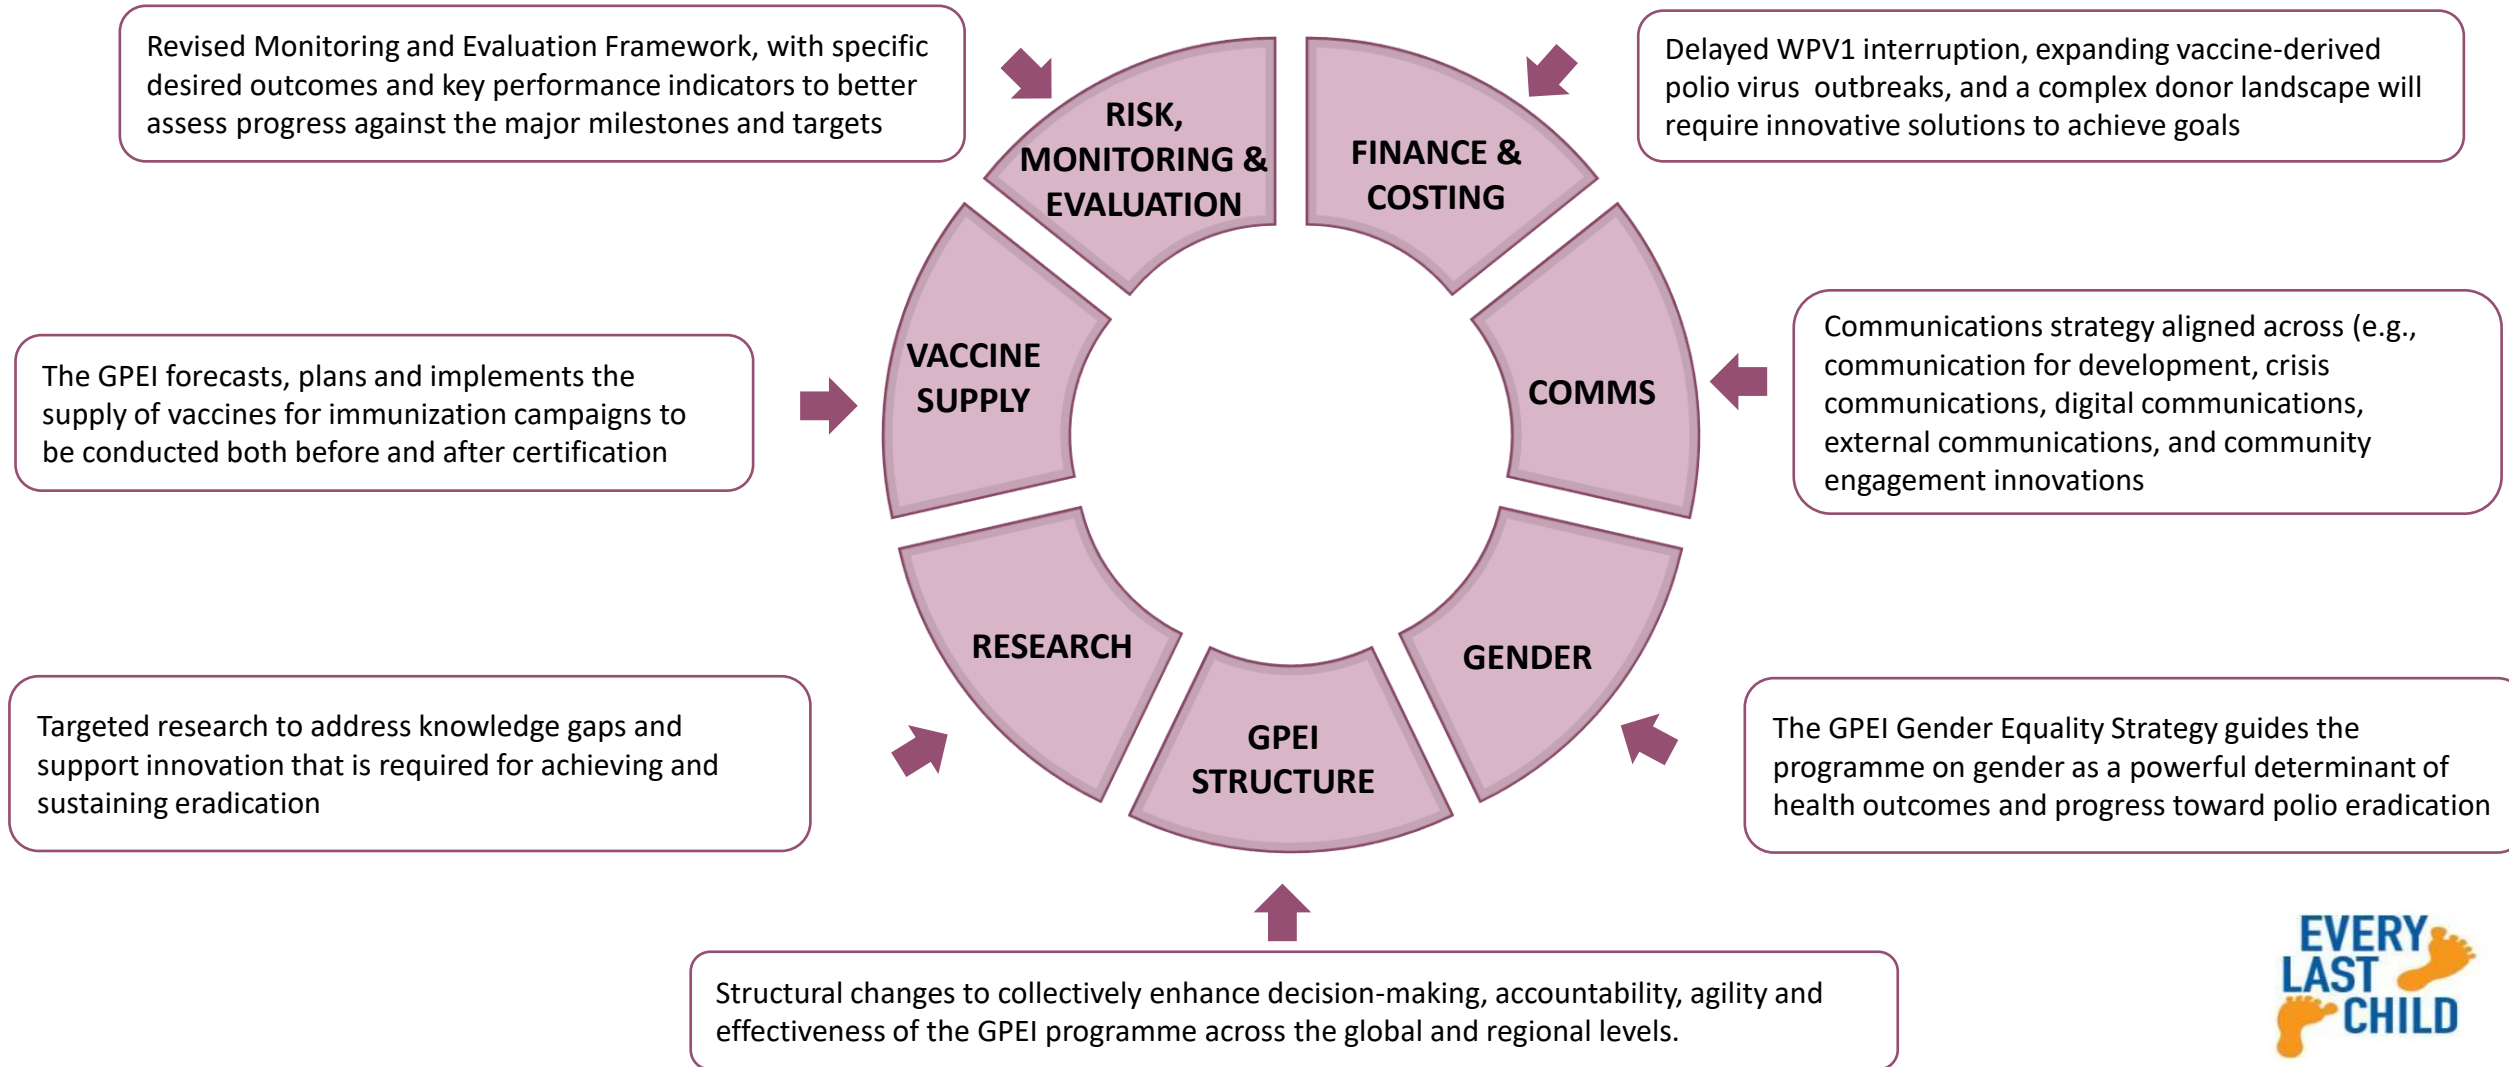 Revised Monitoring and Evaluation Framework, with specific
desired outcomes and key performance indicators to better
assess progress against the major milestones and targets
Delayed WPV1 interruption, expanding vaccine-derived
polio virus  outbreaks, and a complex donor landscape will
require innovative solutions to achieve goals
RISK,
MONITORING &
EVALUATION
FINANCE &
COSTING
The GPEI forecasts, plans and implements the
supply of vaccines for immunization campaigns to
be conducted both before and after certification
VACCINE
SUPPLY
COMMS
Communications strategy aligned across (e.g.,
communication for development, crisis
communications, digital communications,
external communications, and community
engagement innovations
RESEARCH
GENDER
Targeted research to address knowledge gaps and
support innovation that is required for achieving and
sustaining eradication
GPEI
STRUCTURE
The GPEI Gender Equality Strategy guides the
programme on gender as a powerful determinant of
health outcomes and progress toward polio eradication
Structural changes to collectively enhance decision-making, accountability, agility and
effectiveness of the GPEI programme across the global and regional levels.
EVERY
LAST
CHILD